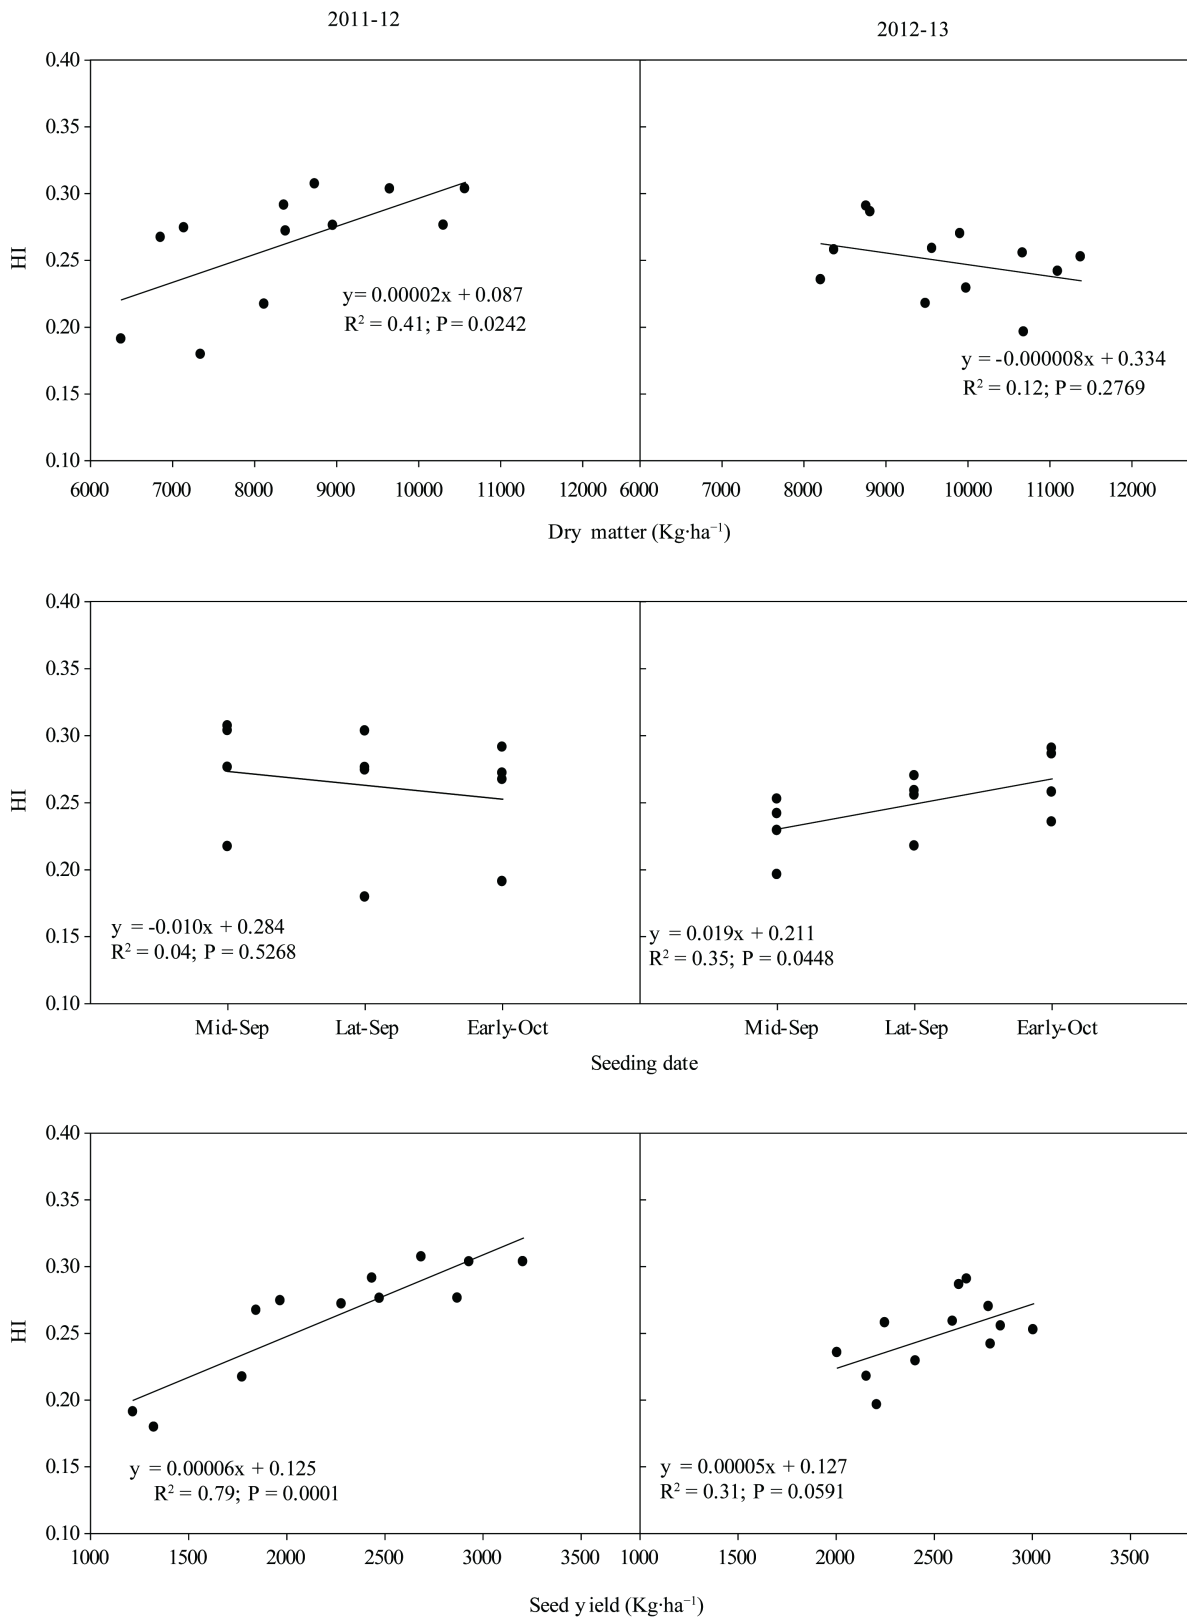 2011-12
2012-13
0.40
0.35
0.30
0.25
0.20
0.15
0.10
HI
y= 0.00002x + 0.087
R² = 0.41; P = 0.0242
y = -0.000008x + 0.334
R² = 0.12; P = 0.2769
6000 7000 8000 9000 10000 11000 12000 6000 7000 8000 9000 10000 11000 12000
Dry matter (Kg·ha⁻¹)
0.40
0.35
0.30
0.25
0.20
0.15
0.10
HI
y = -0.010x + 0.284
R² = 0.04; P = 0.5268
y = 0.019x + 0.211
R² = 0.35; P = 0.0448
Mid-Sep Lat-Sep Early-Oct Mid-Sep Lat-Sep Early-Oct
Seeding date
0.40
0.35
0.30
0.25
0.20
0.15
0.10
HI
y = 0.00006x + 0.125
R² = 0.79; P = 0.0001
y = 0.00005x + 0.127
R² = 0.31; P = 0.0591
1000 1500 2000 2500 3000 3500 1000 1500 2000 2500 3000 3500
Seed yield (Kg·ha⁻¹)